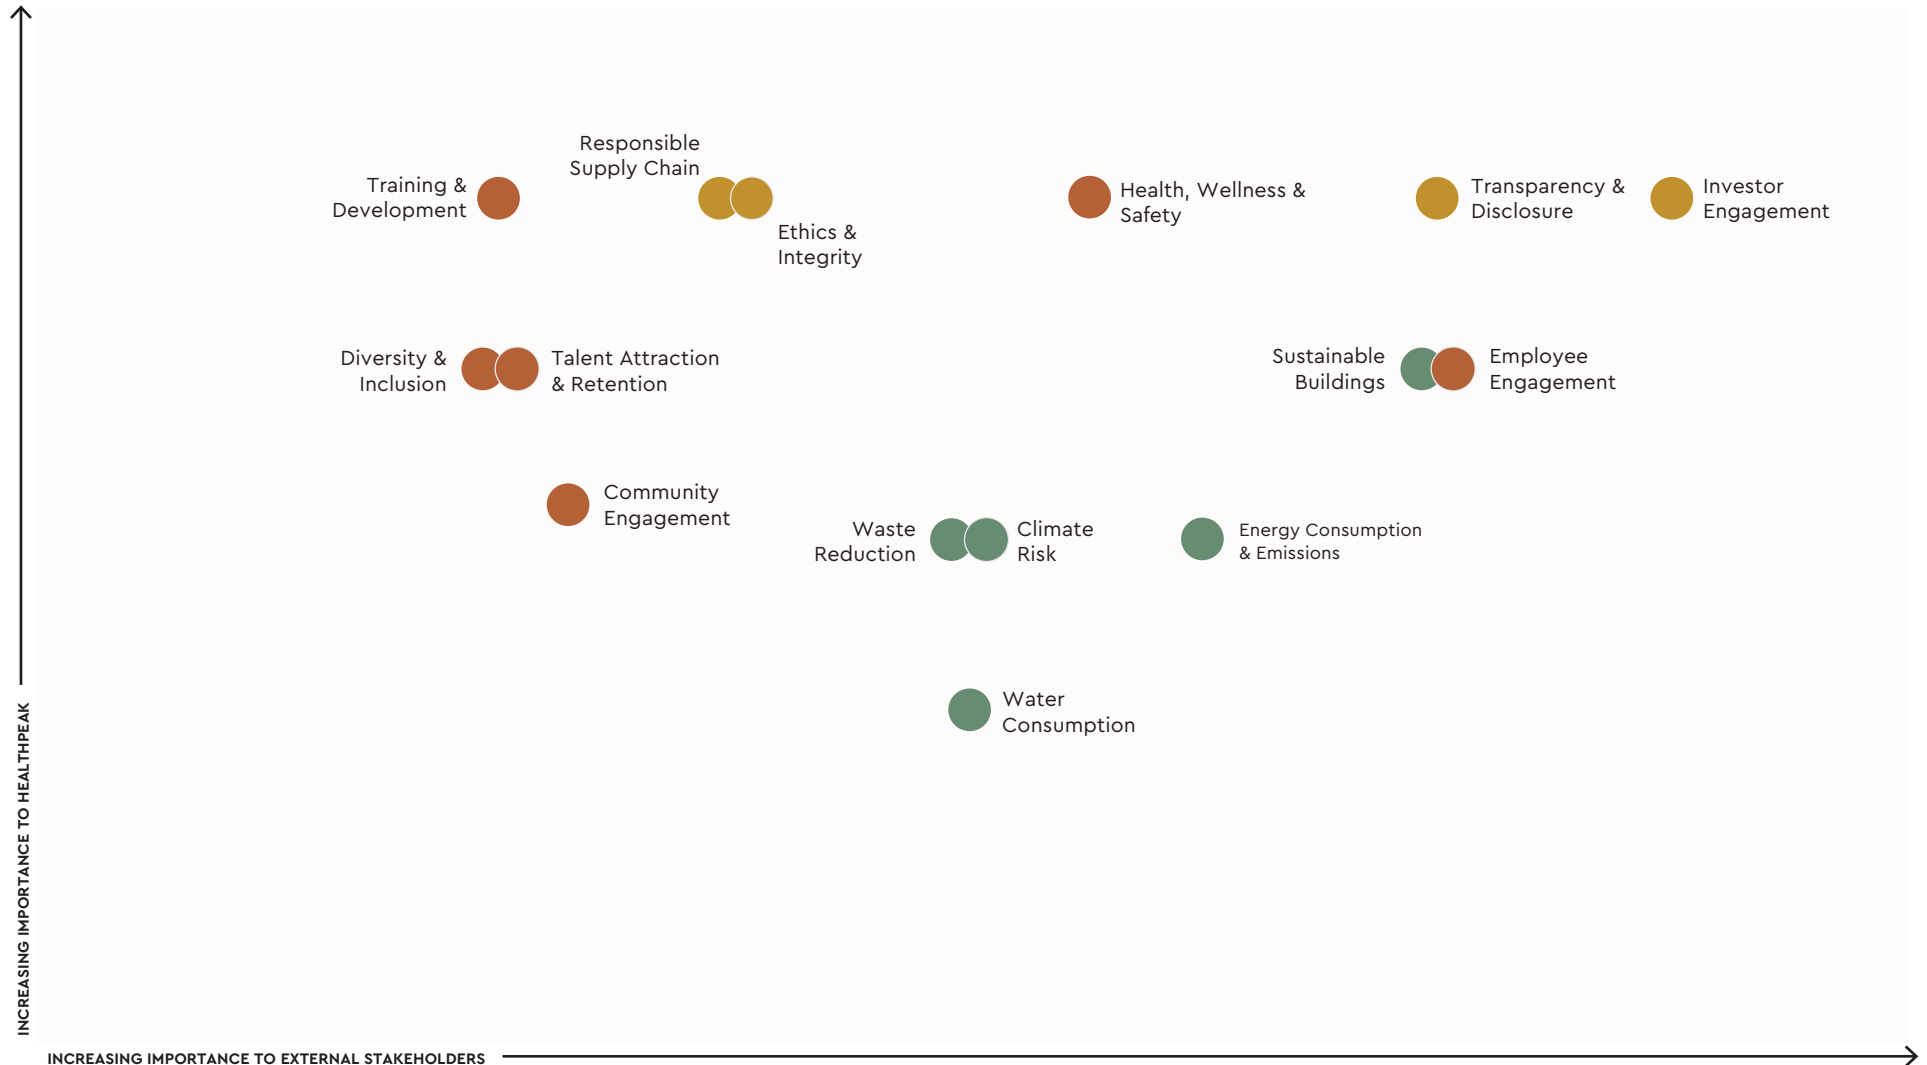 Responsible
Supply Chain
Training &
Development
Ethics &
Integrity
Health, Wellness &
Safety
Transparency &
Disclosure
Investor
Engagement
Diversity &
Inclusion
Talent Attraction
& Retention
Sustainable
Buildings
Employee
Engagement
Community
Engagement
Waste
Reduction
Climate
Risk
Energy Consumption
& Emissions
Water
Consumption
INCREASING IMPORTANCE TO HEALTHPEAK
INCREASING IMPORTANCE TO EXTERNAL STAKEHOLDERS